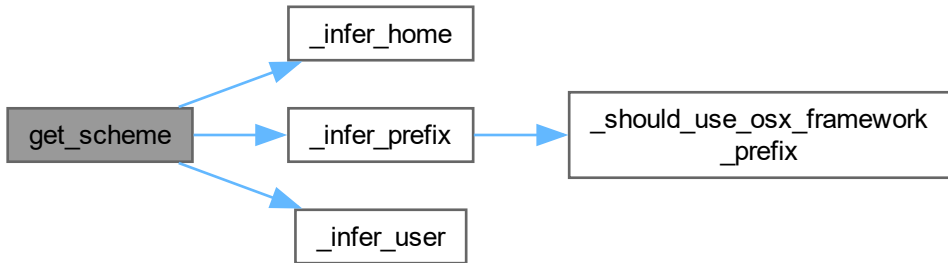 _infer_home
get_scheme
_infer_prefix
_should_use_osx_framework
_prefix
_infer_user